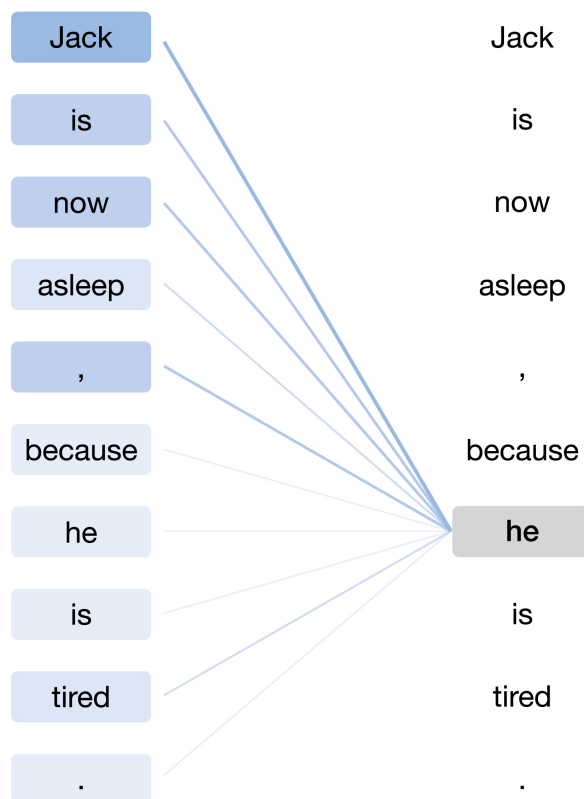 Jack Jack
is is
now now
asleep asleep
, ,
because because
he he
is is
tired tired
. .